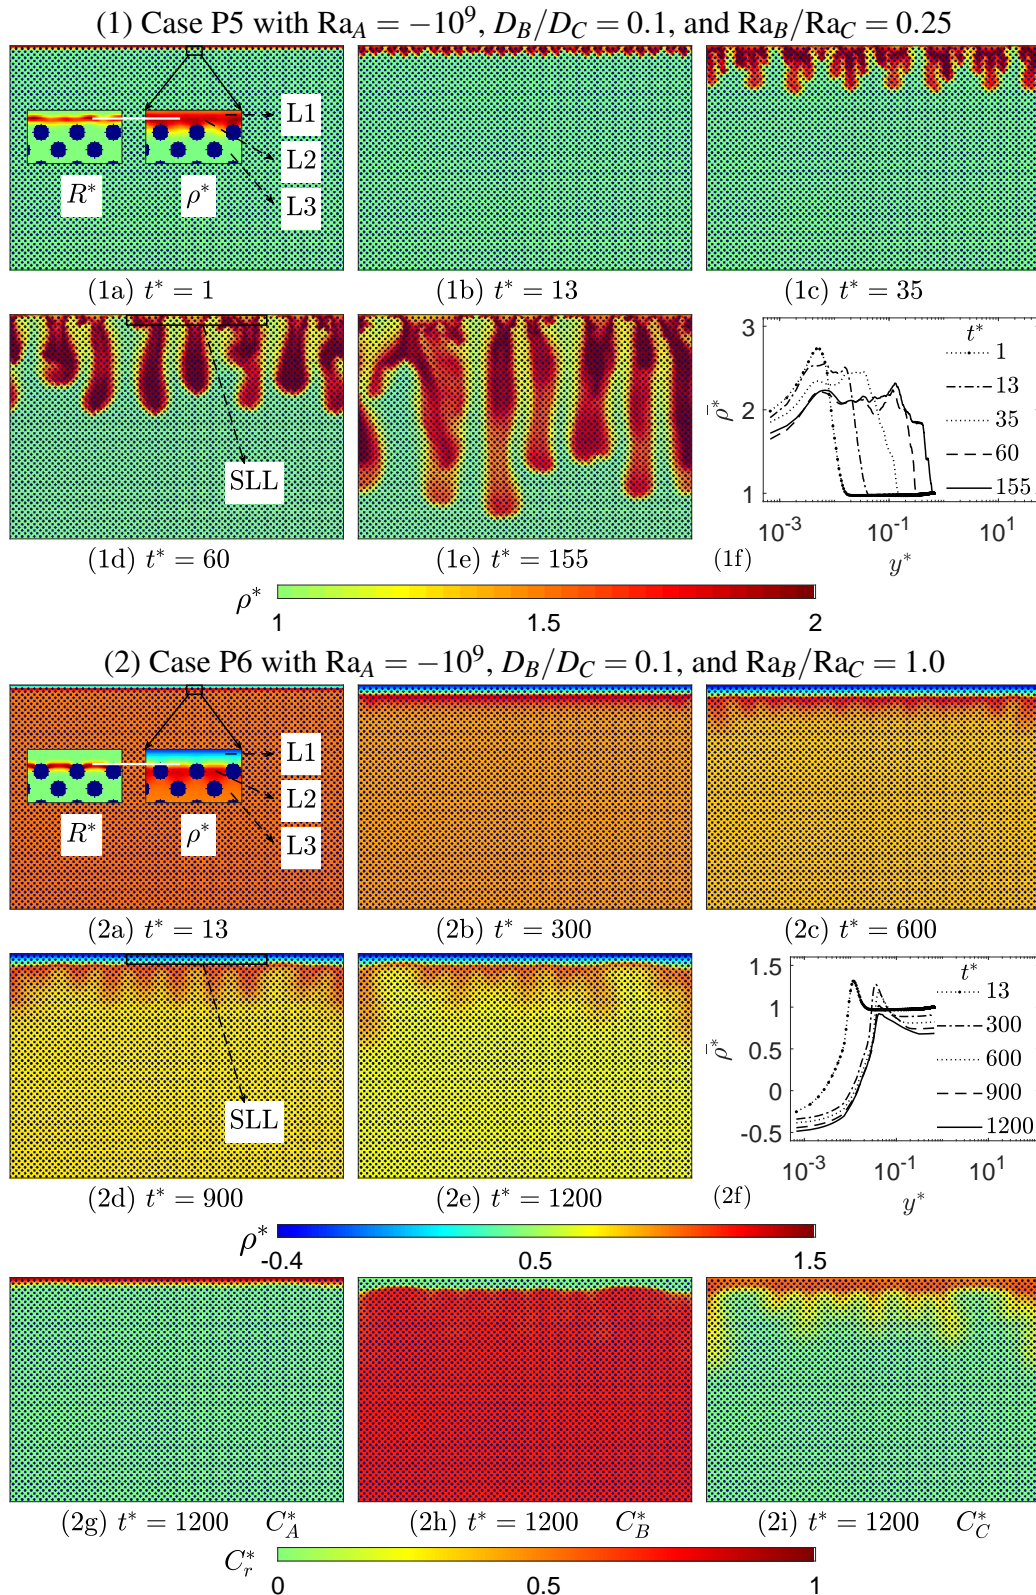 (1) Case P5 with Ra_A = −10^9, D_B/D_C = 0.1, and Ra_B/Ra_C = 0.25
L1
L2
L3
R* ρ*
(1a) t* = 1 (1b) t* = 13 (1c) t* = 35
SLL
3
2
1
ρ̄*
t*
1
13
35
60
155
10^-3 10^-1 10^1
y*
(1d) t* = 60 (1e) t* = 155 (1f)
ρ*
1 1.5 2
(2) Case P6 with Ra_A = −10^9, D_B/D_C = 0.1, and Ra_B/Ra_C = 1.0
L1
L2
L3
R* ρ*
(2a) t* = 13 (2b) t* = 300 (2c) t* = 600
SLL
1.5
1
0.5
0
-0.5
ρ̄*
t*
13
300
600
900
1200
10^-3 10^-1 10^1
y*
(2d) t* = 900 (2e) t* = 1200 (2f)
ρ*
-0.4 0.5 1.5
(2g) t* = 1200 C*_A (2h) t* = 1200 C*_B (2i) t* = 1200 C*_C
C*_r
0 0.5 1